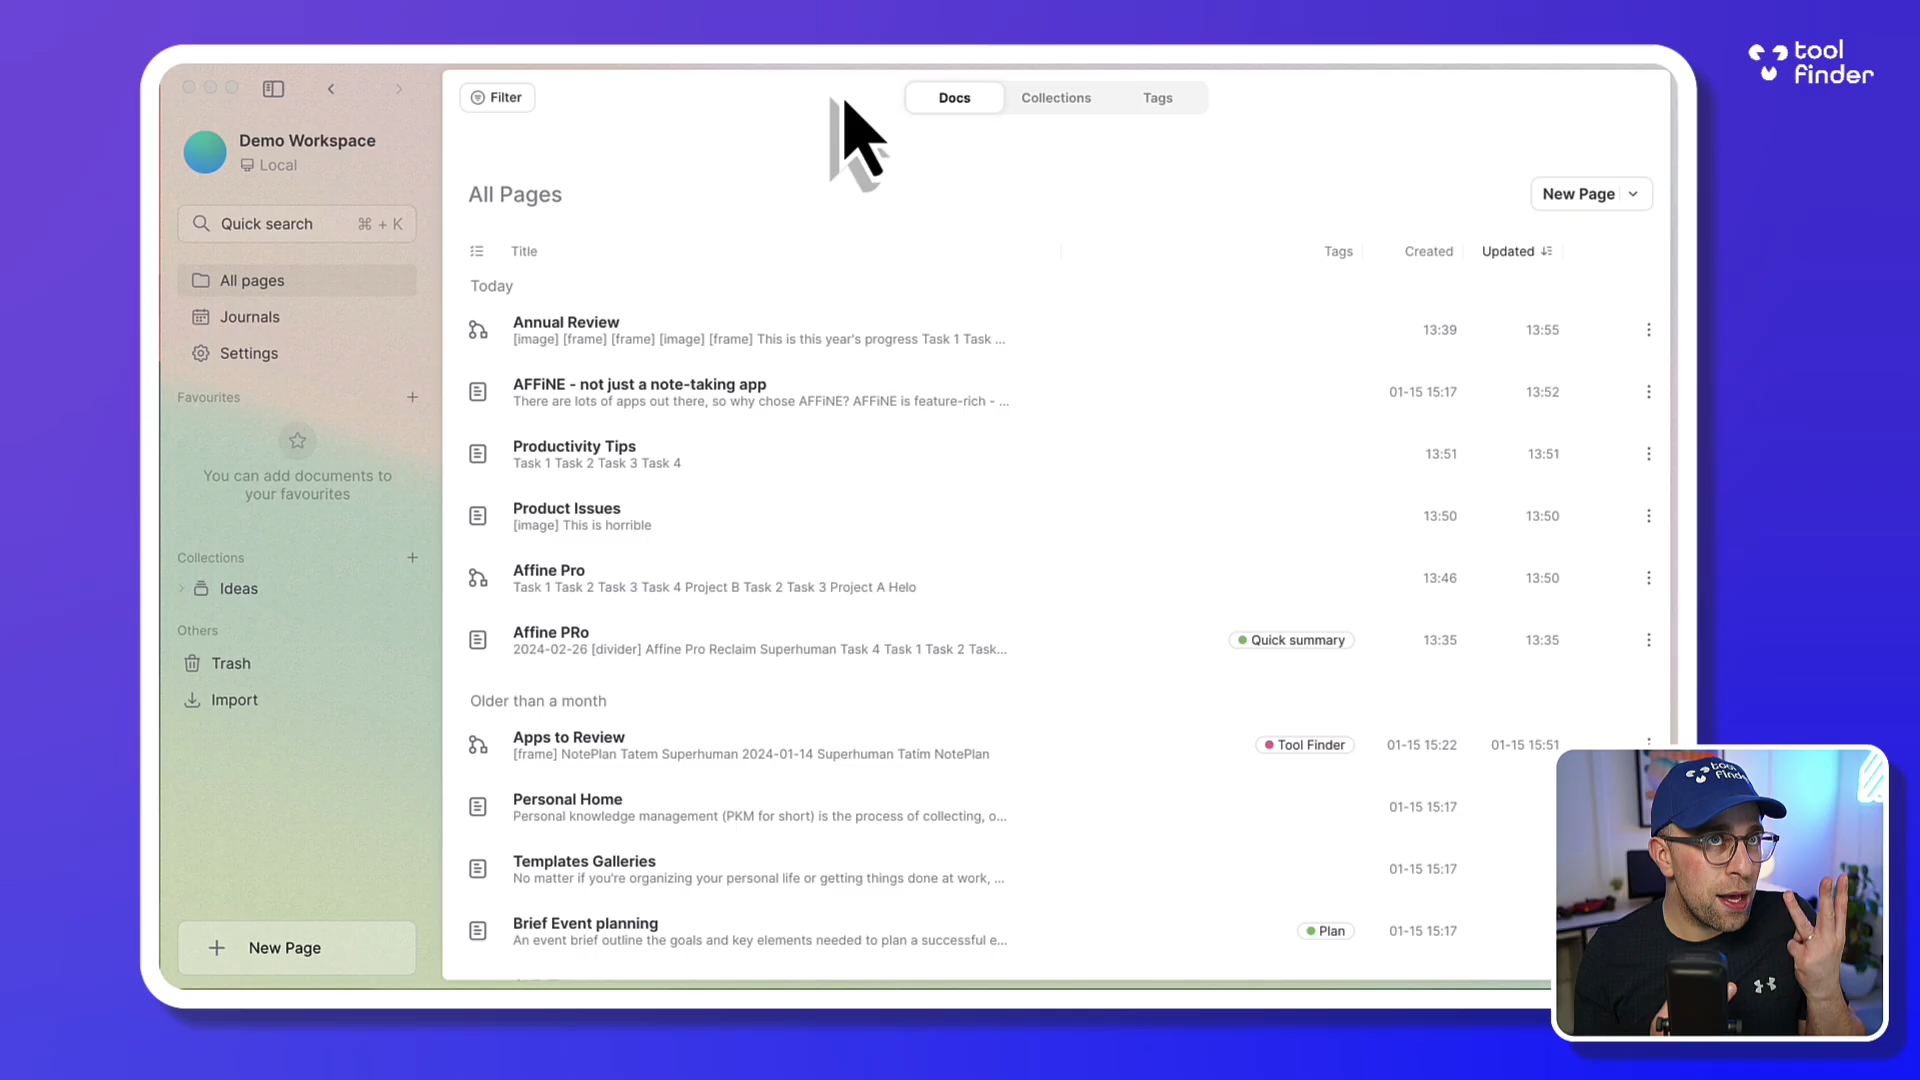 tool
finder
Filter
Docs
Collections
Tags
Demo Workspace
Local
Quick search
⌘ + K
All pages
Journals
Settings
Favourites
You can add documents to
your favourites
Collections
Ideas
Others
Trash
Import
New Page
All Pages
New Page
Title
Tags
Created
Updated
Today
Annual Review
[image] [frame] [frame] [image] [frame] This is this year's progress Task 1 Task ...
13:39
13:55
AFFiNE - not just a note-taking app
There are lots of apps out there, so why chose AFFiNE? AFFiNE is feature-rich - ...
01-15 15:17
13:52
Productivity Tips
Task 1 Task 2 Task 3 Task 4
13:51
13:51
Product Issues
[image] This is horrible
13:50
13:50
Affine Pro
Task 1 Task 2 Task 3 Task 4 Project B Task 2 Task 3 Project A Helo
13:46
13:50
Affine PRo
2024-02-26 [divider] Affine Pro Reclaim Superhuman Task 4 Task 1 Task 2 Task...
Quick summary
13:35
13:35
Older than a month
Apps to Review
[frame] NotePlan Tatem Superhuman 2024-01-14 Superhuman Tatim NotePlan
Tool Finder
01-15 15:22
01-15 15:51
Personal Home
Personal knowledge management (PKM for short) is the process of collecting, o...
01-15 15:17
Templates Galleries
No matter if you're organizing your personal life or getting things done at work, ...
01-15 15:17
Brief Event planning
An event brief outline the goals and key elements needed to plan a successful e...
Plan
01-15 15:17
tool
finder